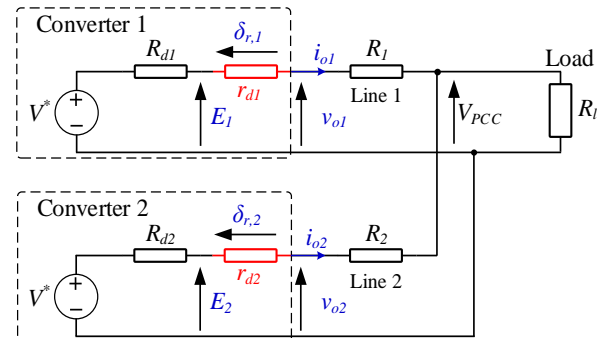 Converter 1
δr,1
Rd1
rd1
io1
R1
Line 1
Load
V*
E1
vo1
VPCC
Rl
Converter 2
δr,2
Rd2
rd2
io2
R2
Line 2
V*
E2
vo2